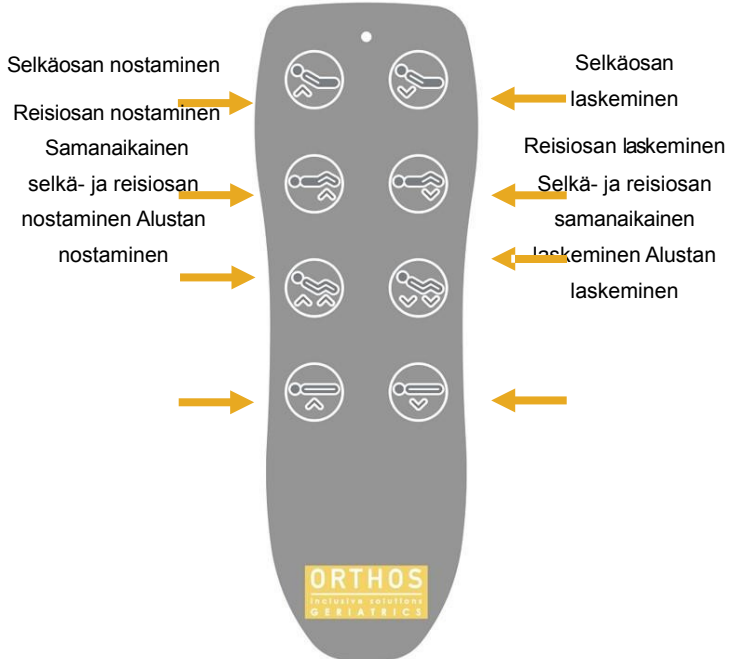 Selkäosan nostaminen
Reisiosan nostaminen
Samanaikainen
selkä- ja reisiosan
nostaminen Alustan
nostaminen
Selkäosan
laskeminen
Reisiosan laskeminen
Selkä- ja reisiosan
samanaikainen
laskeminen Alustan
laskeminen
ORTHOS
inclusive solutions
GERIATRICS